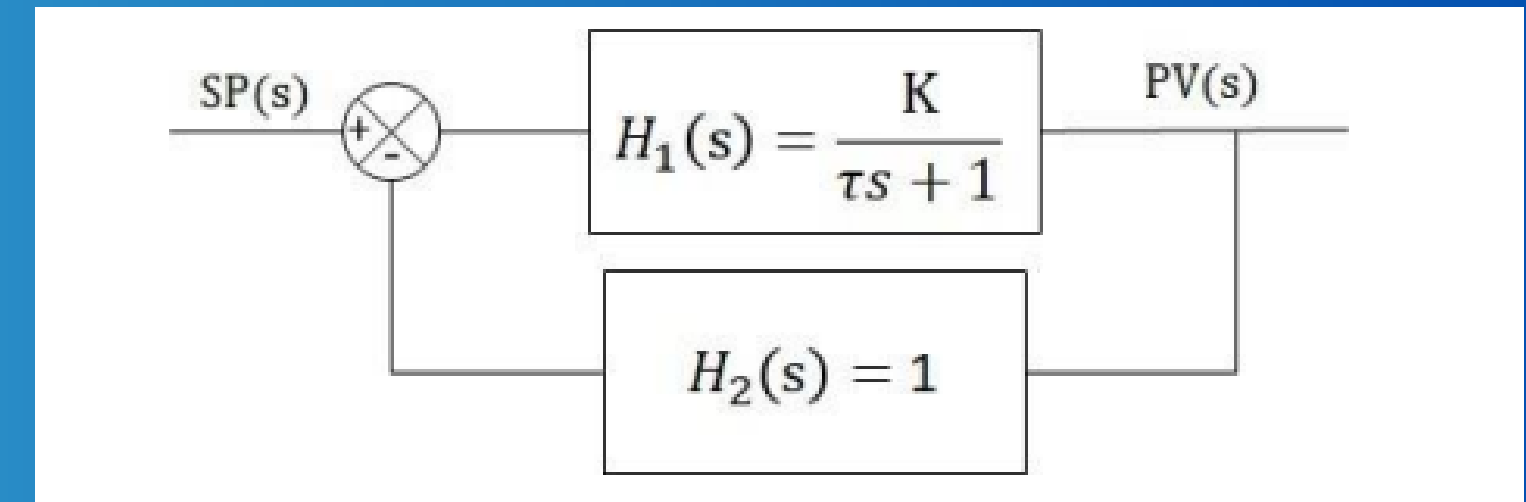 SP(s)
+
-
H₁(s) = K / τs + 1
PV(s)
H₂(s) = 1